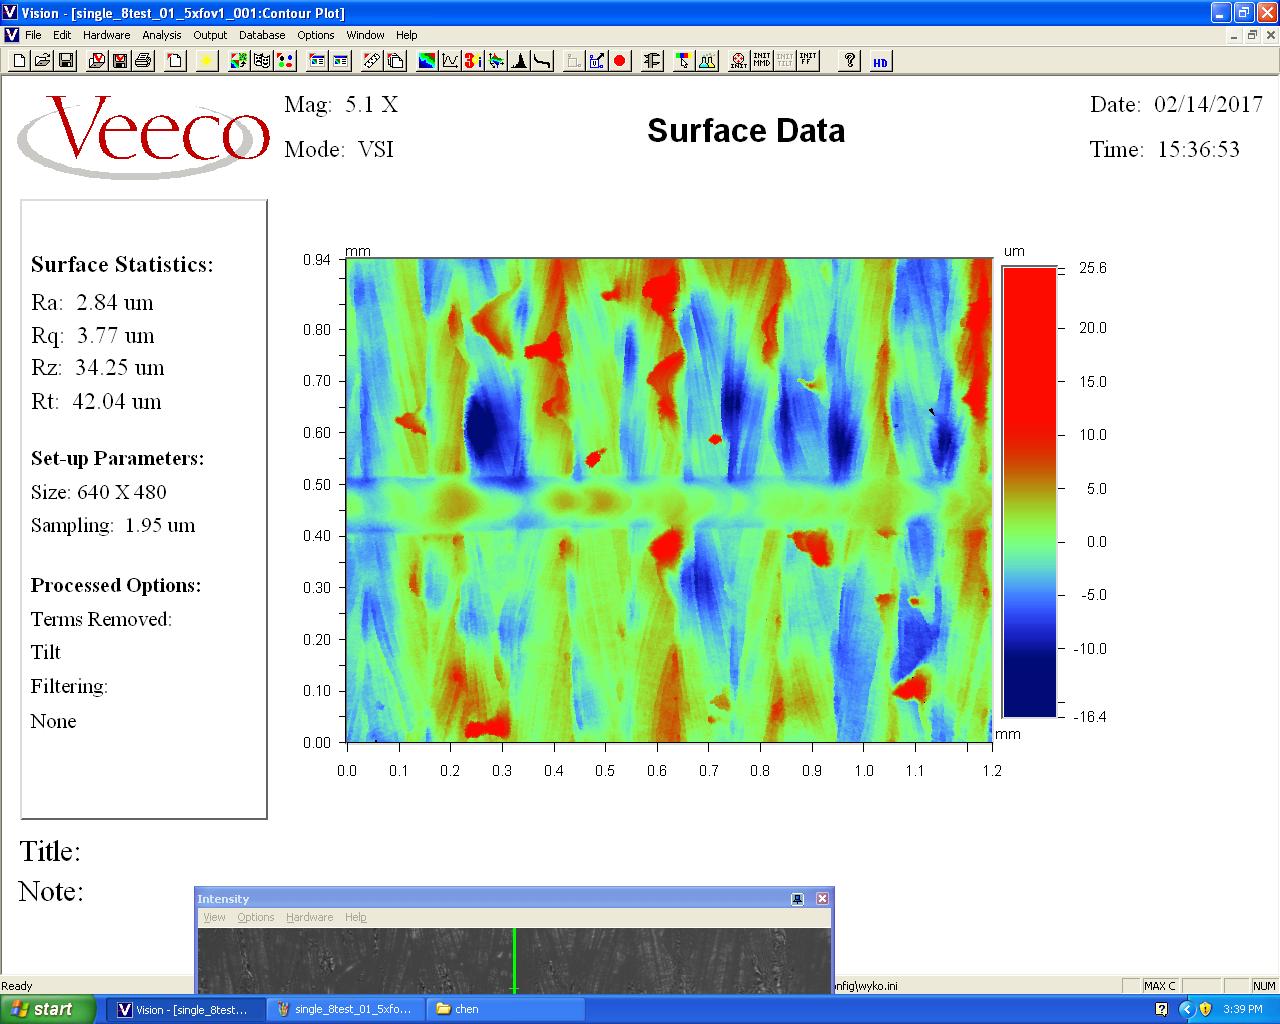 Vision - [single_8test_01_5xfov1_001:Contour Plot]
File Edit Hardware Analysis Output Database Options Window Help
INIT INIT MMD INIT TILT INIT FF ? HD
Veeco
Mag: 5.1 X
Mode: VSI
Surface Data
Date: 02/14/2017
Time: 15:36:53
Surface Statistics:
Ra: 2.84 um
Rq: 3.77 um
Rz: 34.25 um
Rt: 42.04 um
Set-up Parameters:
Size: 640 X 480
Sampling: 1.95 um
Processed Options:
Terms Removed:
Tilt
Filtering:
None
mm
0.94
0.80
0.70
0.60
0.50
0.40
0.30
0.20
0.10
0.00
0.0 0.1 0.2 0.3 0.4 0.5 0.6 0.7 0.8 0.9 1.0 1.1 1.2
mm
um
25.6
20.0
15.0
10.0
5.0
0.0
-5.0
-10.0
-16.4
Title:
Note:
Intensity
View Options Hardware Help
Ready
nfig\wyko.ini
MAX C
NUM
start
Vision - [single_8test...
single_8test_01_5xfo...
chen
3:39 PM